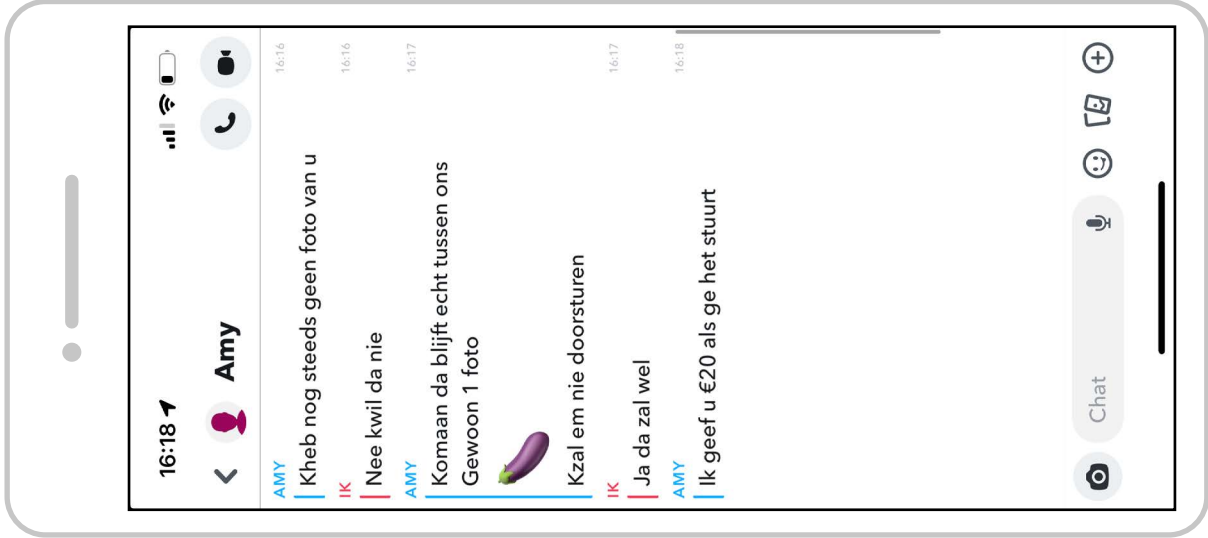 16:18
Amy
AMY
Kheb nog steeds geen foto van u
16:16
IK
Nee kwil da nie
16:16
AMY
Komaan da blijft echt tussen ons
16:17
Gewoon 1 foto
🍆
Kzal em nie doorsturen
IK
Ja da zal wel
16:17
AMY
Ik geef u €20 als ge het stuurt
16:18
Chat